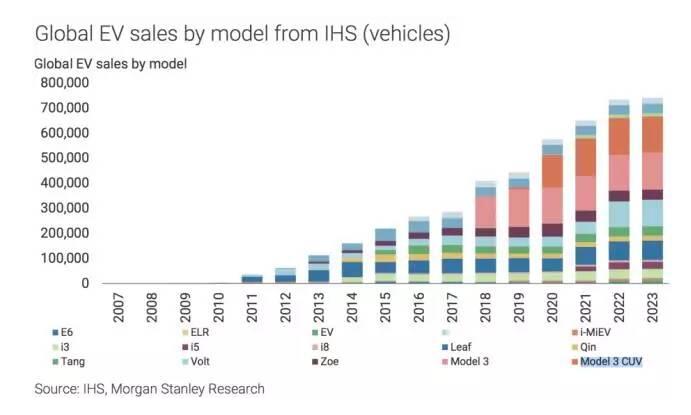 Global EV sales by model from IHS (vehicles)
Global EV sales by model
800,000
700,000
600,000
500,000
400,000
300,000
200,000
100,000
0
2007 2008 2009 2010 2011 2012 2013 2014 2015 2016 2017 2018 2019 2020 2021 2022 2023
E6 ELR EV i-MiEV
i3 i5 i8 Leaf Qin
Tang Volt Zoe Model 3 Model 3 CUV
Source: IHS, Morgan Stanley Research